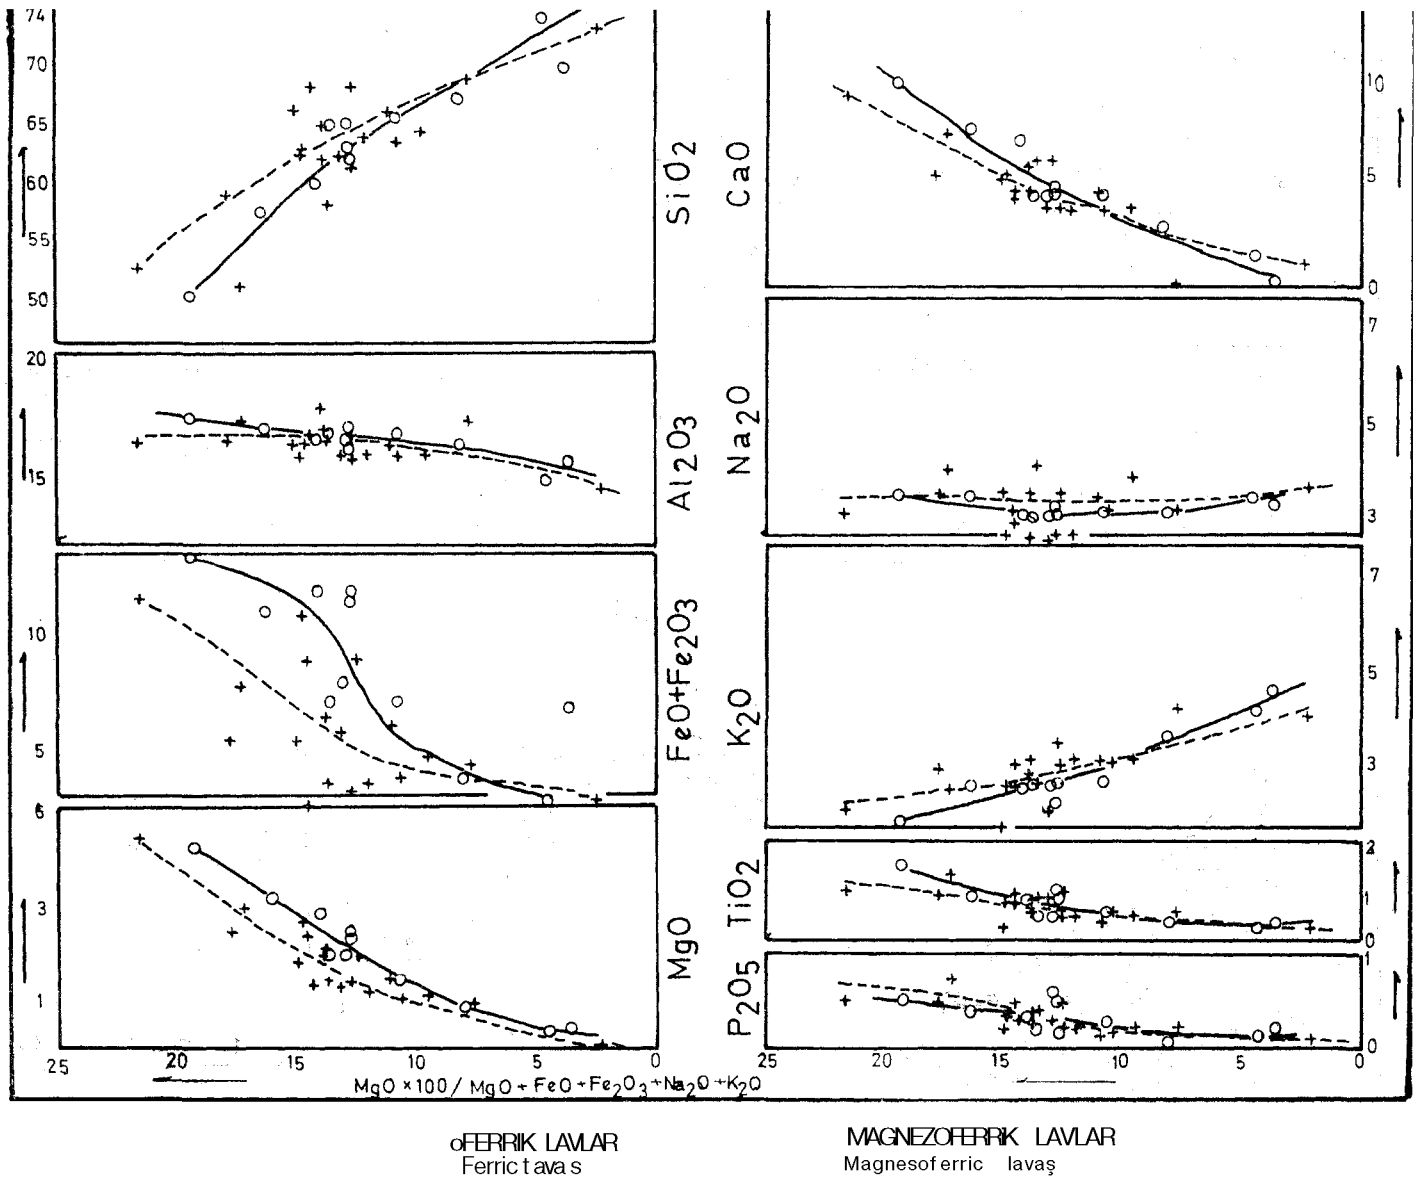 74
70
65
60
55
50
SiO2
20
15
Al2O3
10
5
FeO+Fe2O3
6
3
1
MgO
25
20
15
10
5
0
CaO
10
5
0
Na2O
7
5
3
K2O
7
5
3
TiO2
2
1
0
P2O5
1
0
25
20
15
10
5
0
MgO × 100 / MgO + FeO + Fe2O3 + Na2O + K2O
oFERRIK LAVLAR
Ferric tavas
MAGNEZOFERRIK LAVLAR
Magnesoferric lavaş